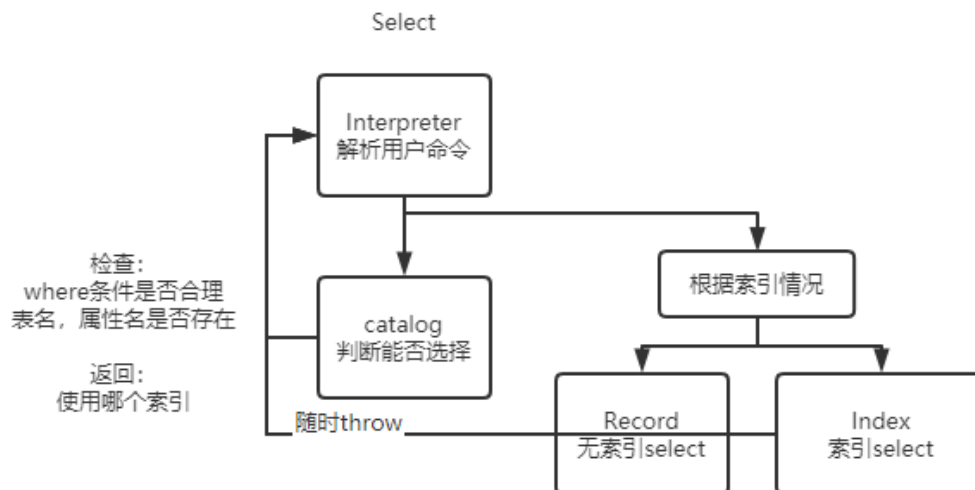 Select
Interpreter
解析用户命令
检查：
where条件是否合理
表名，属性名是否存在
返回：
使用哪个索引
catalog
判断能否选择
根据索引情况
随时throw
Record
无索引select
Index
索引select